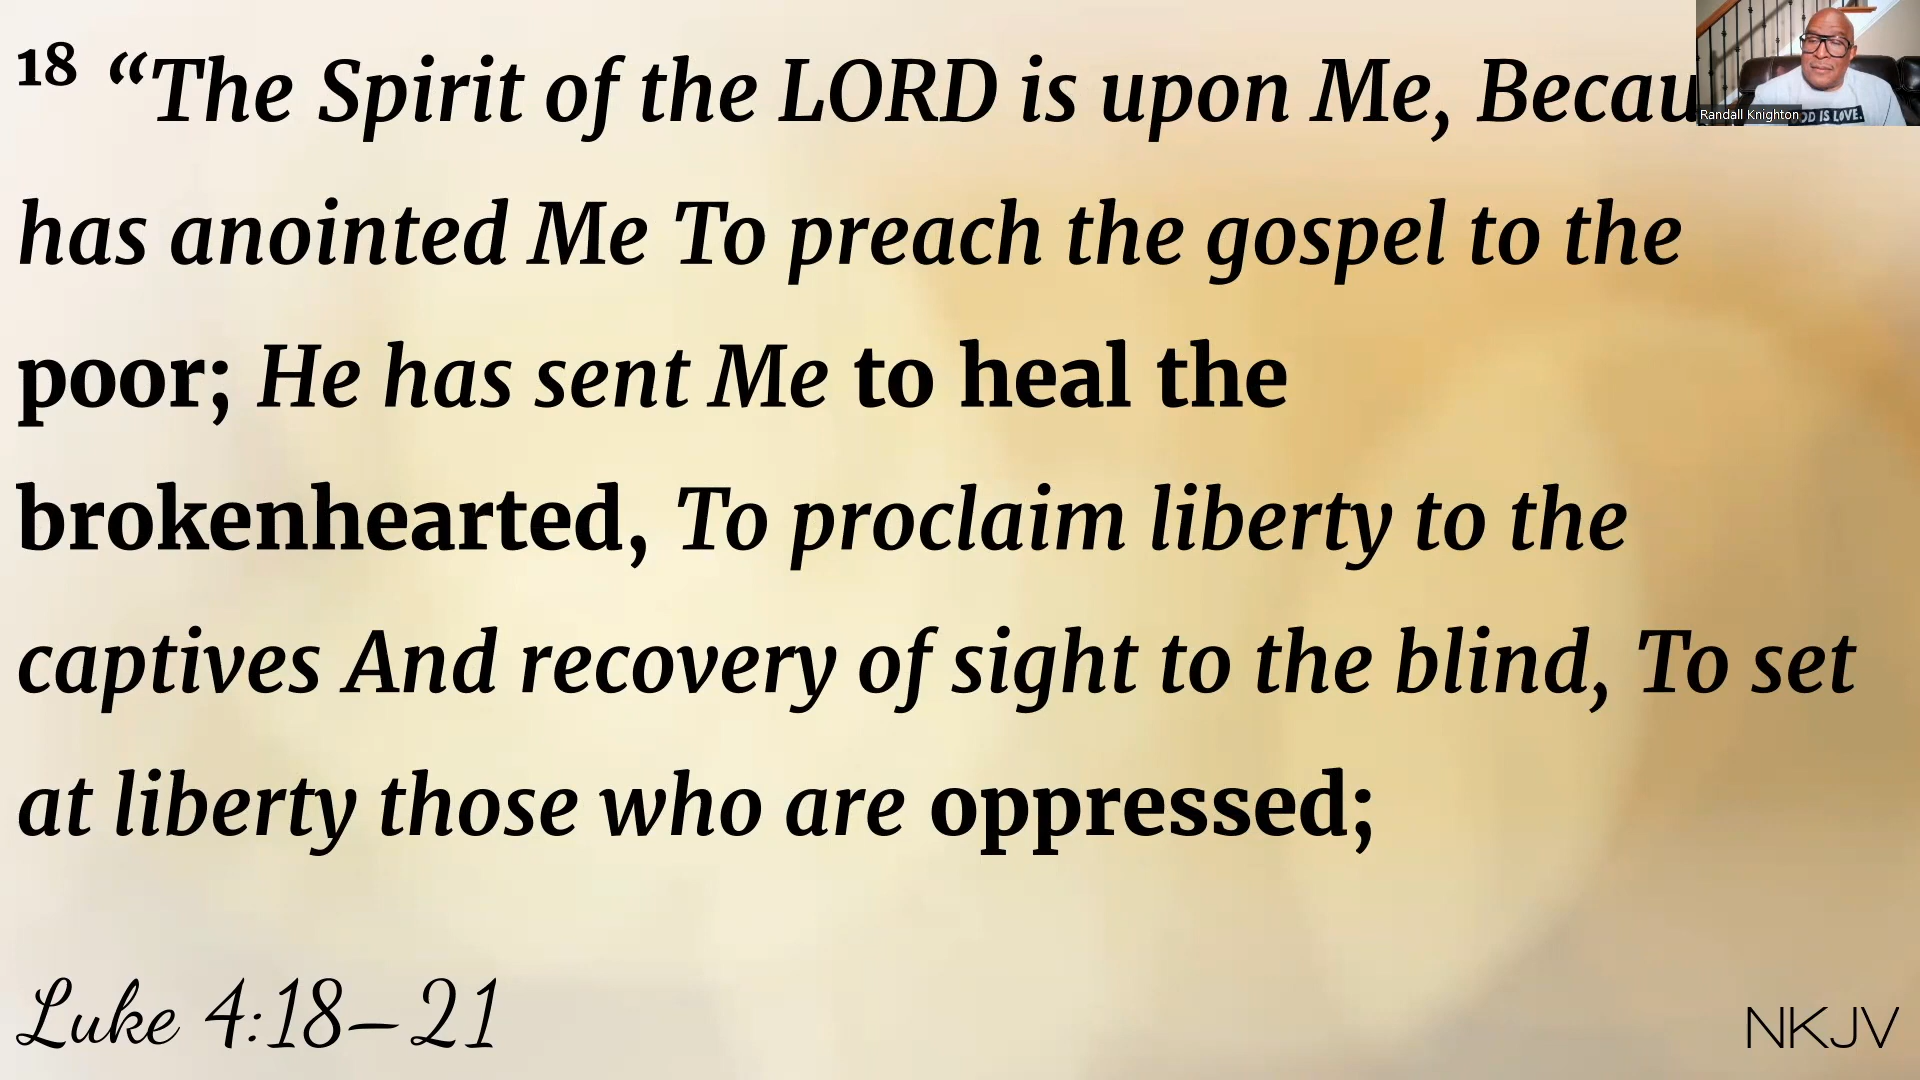 18 “The Spirit of the LORD is upon Me,
has anointed Me To preach the gospel to the
poor; He has sent Me to heal the
brokenhearted, To proclaim liberty to the
captives And recovery of sight to the blind, To set
at liberty those who are oppressed;
Luke 4:18–21
NKJV
Randall Knighton
IS LOVE.